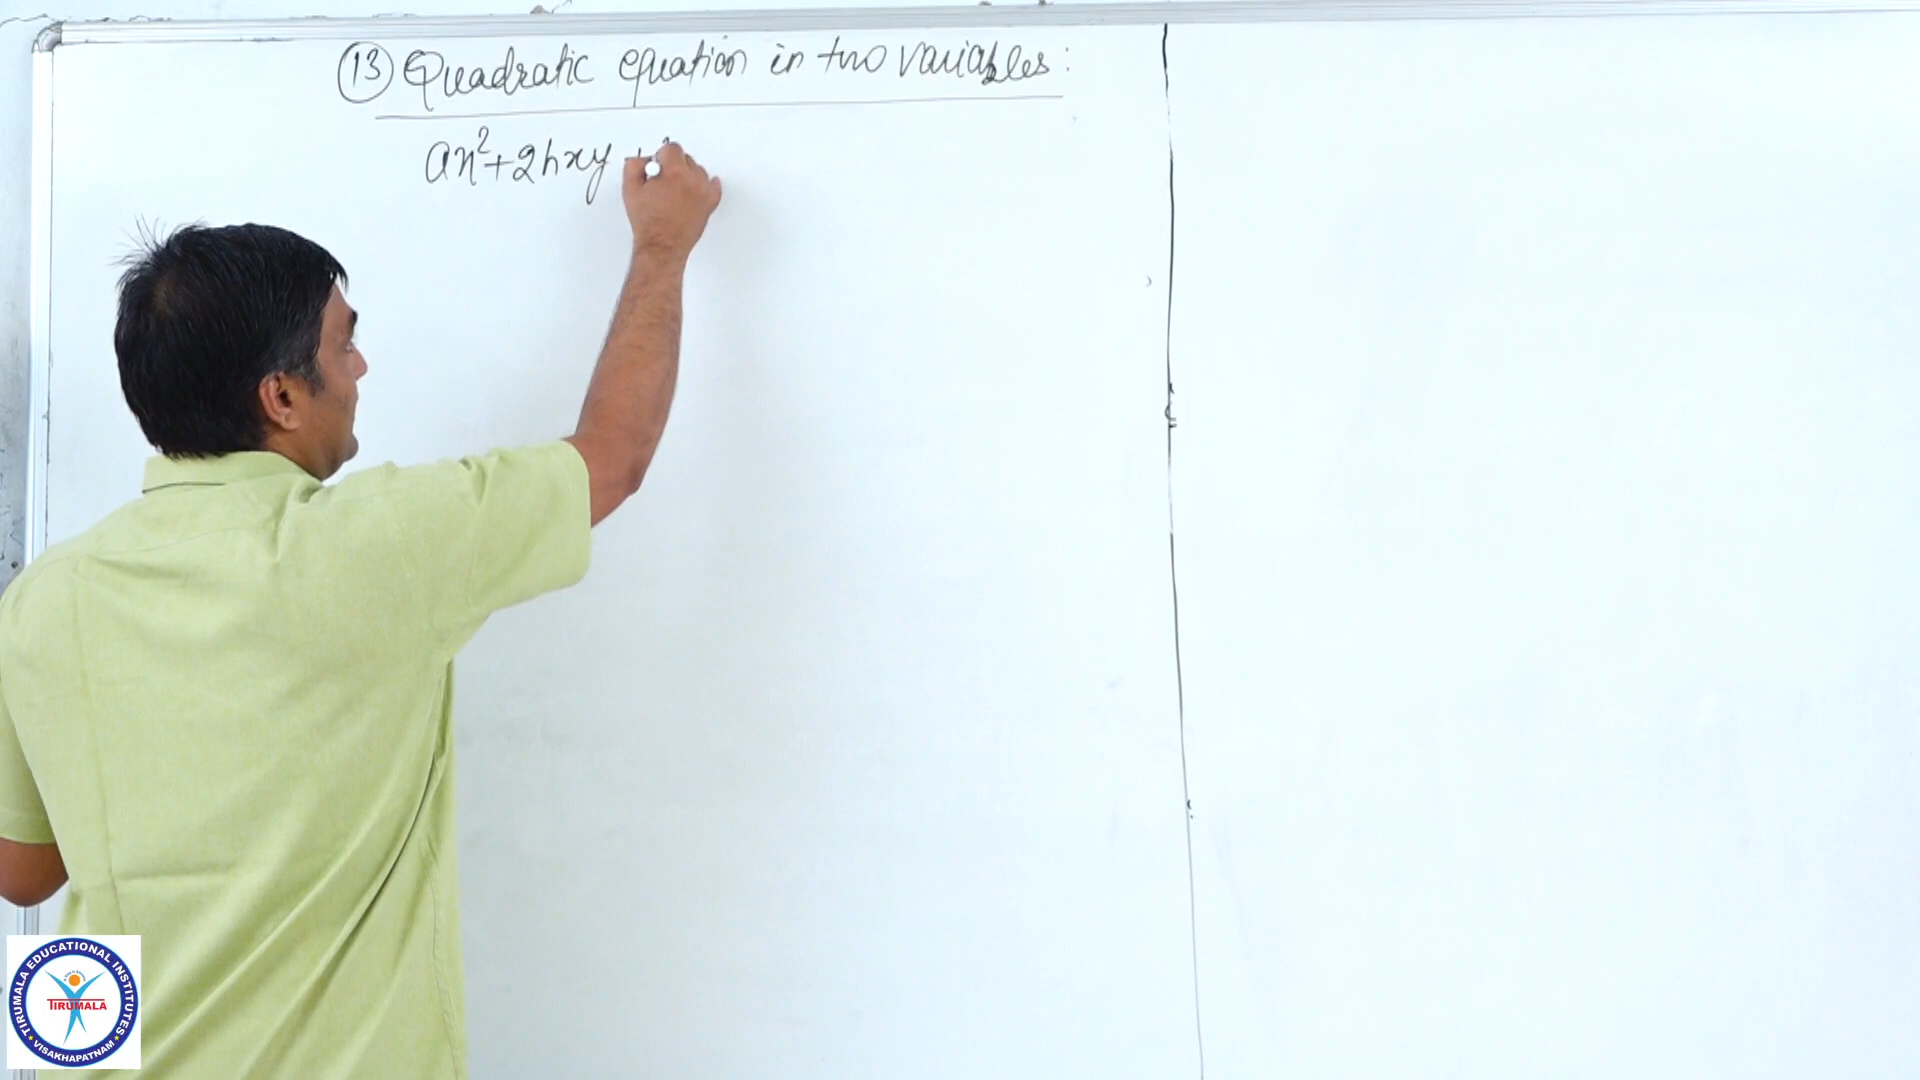 13 Quadratic equation in two variables:
ax²+2hxy +
TIRUMALA EDUCATIONAL INSTITUTES
TIRUMALA
VISAKHAPATNAM